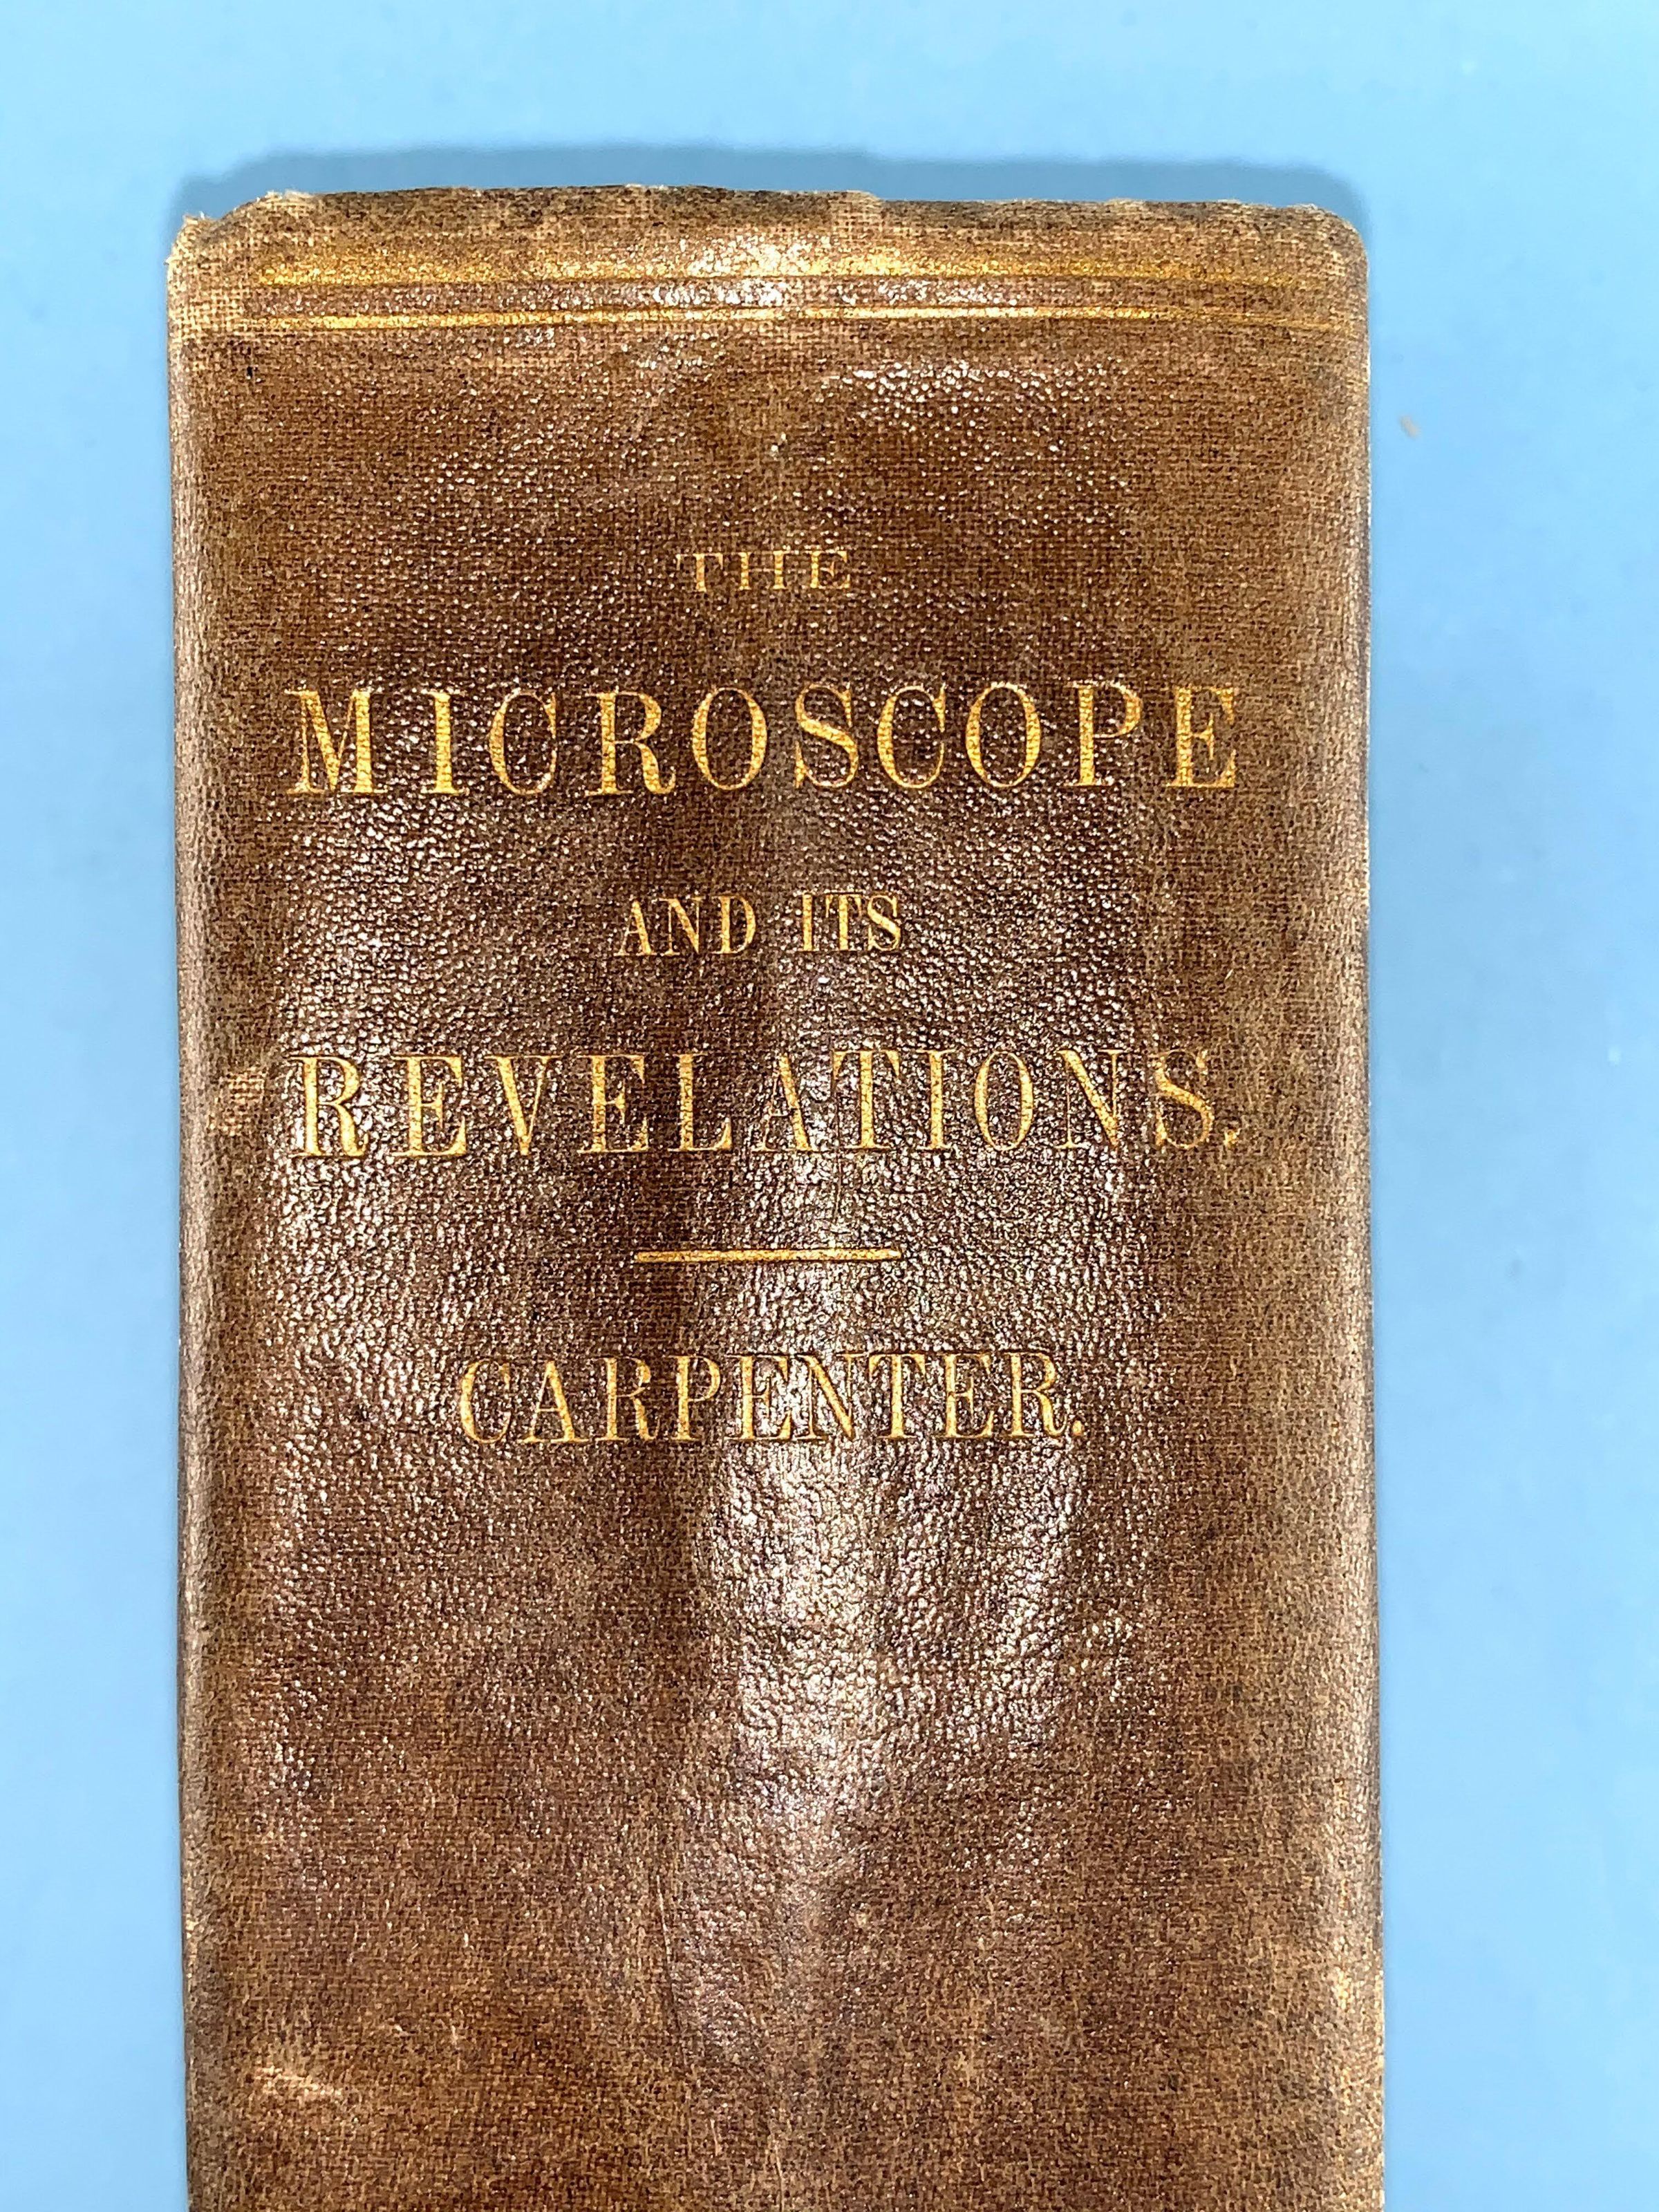 THE
MICROSCOPE
AND ITS
REVELATIONS,
CARPENTER.